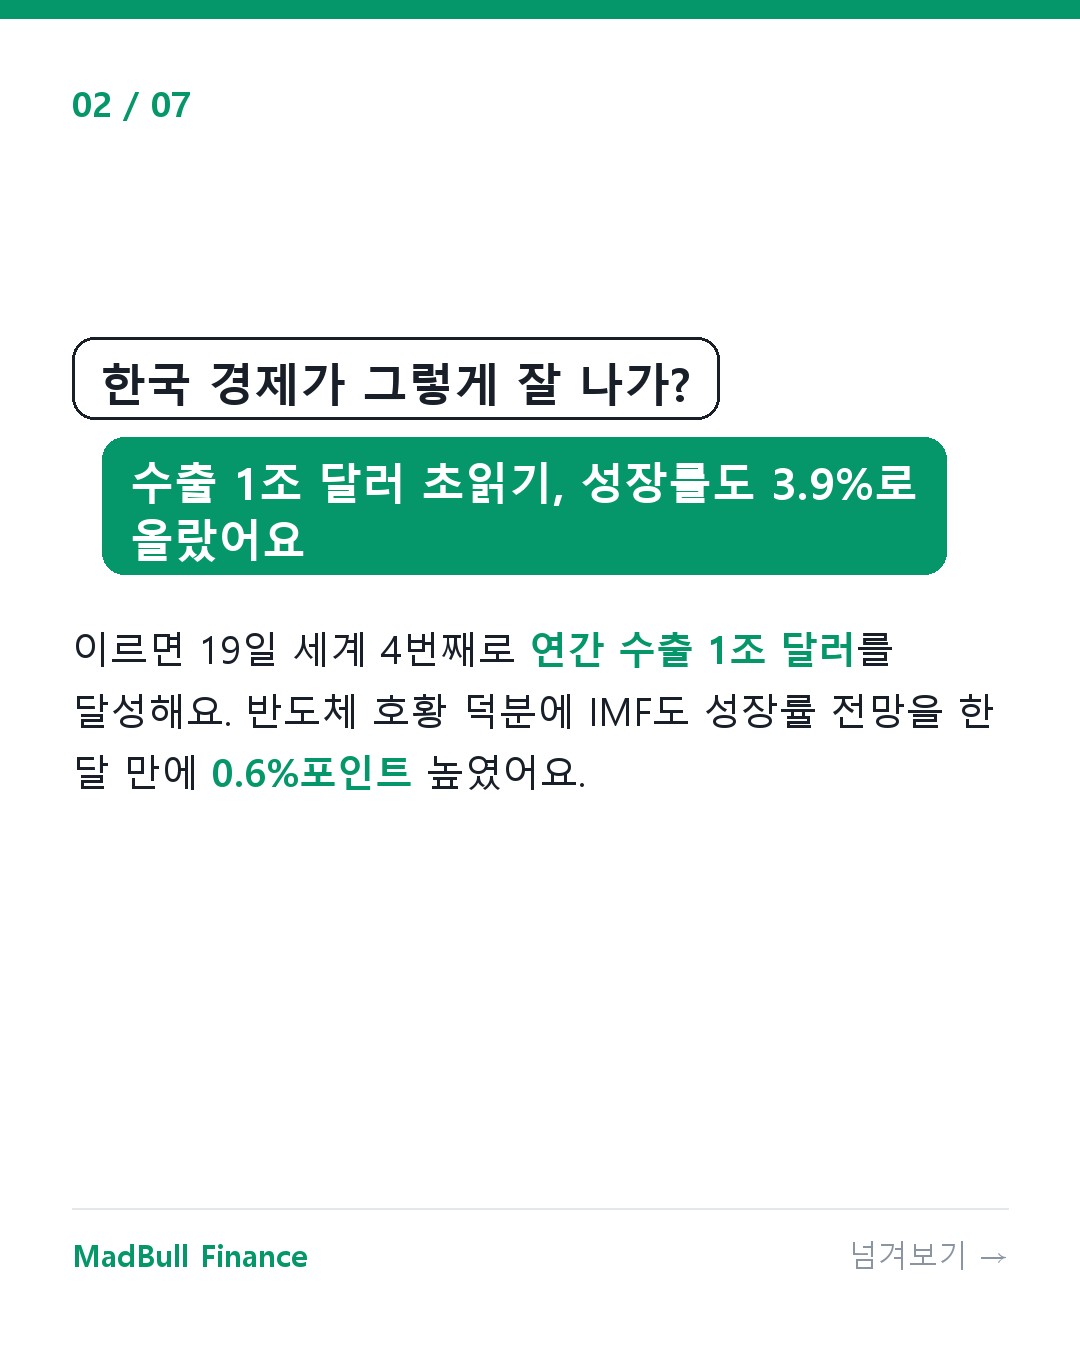 02 / 07
한국 경제가 그렇게 잘 나가?
수출 1조 달러 초읽기, 성장률도 3.9%로
올랐어요
이르면 19일 세계 4번째로 연간 수출 1조 달러를
달성해요. 반도체 호황 덕분에 IMF도 성장률 전망을 한
달 만에 0.6%포인트 높였어요.
MadBull Finance
넘겨보기 →